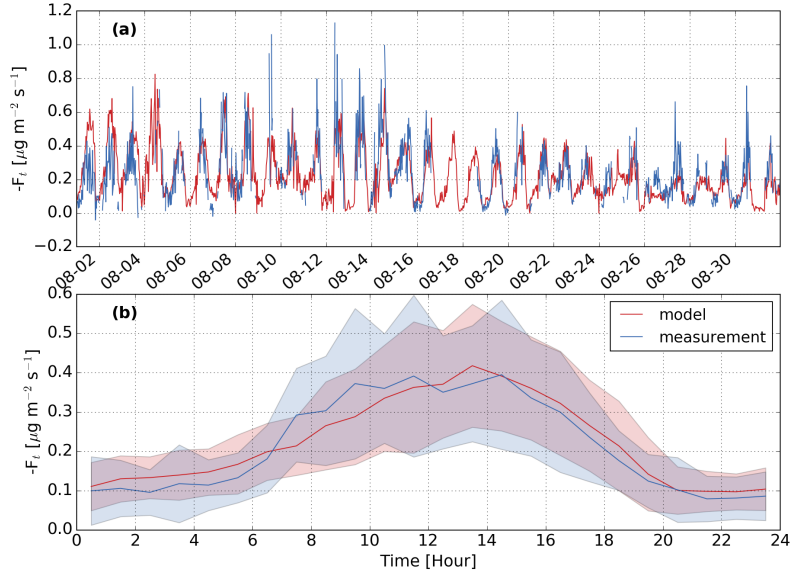 (a)
1.2
1.0
0.8
0.6
0.4
0.2
0.0
−0.2
-Fₜ [μg m⁻² s⁻¹]
08-02 08-04 08-06 08-08 08-10 08-12 08-14 08-16 08-18 08-20 08-22 08-24 08-26 08-28 08-30
(b)
model
measurement
0.6
0.5
0.4
0.3
0.2
0.1
0.0
-Fₜ [μg m⁻² s⁻¹]
0 2 4 6 8 10 12 14 16 18 20 22 24
Time [Hour]